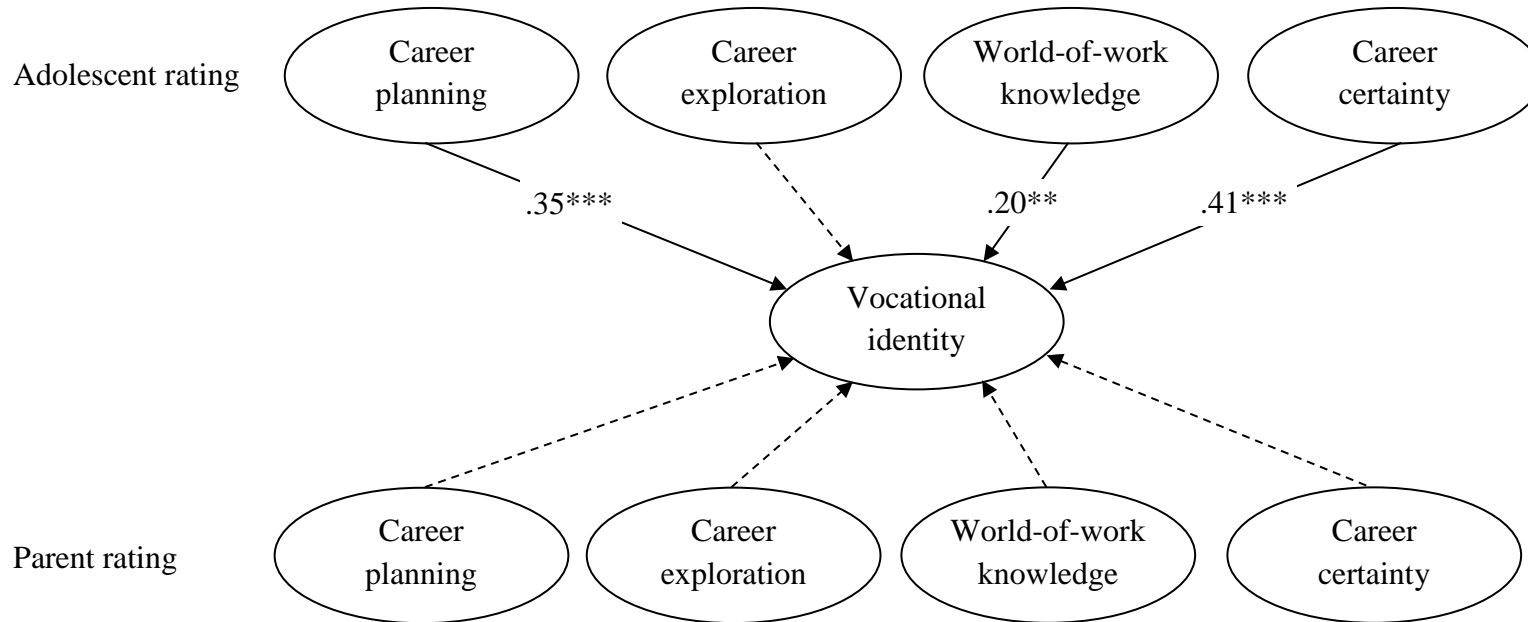 Adolescent rating
Career
planning
Career
exploration
World-of-work
knowledge
Career
certainty
.35***
.20**
.41***
Vocational
identity
Parent rating
Career
planning
Career
exploration
World-of-work
knowledge
Career
certainty